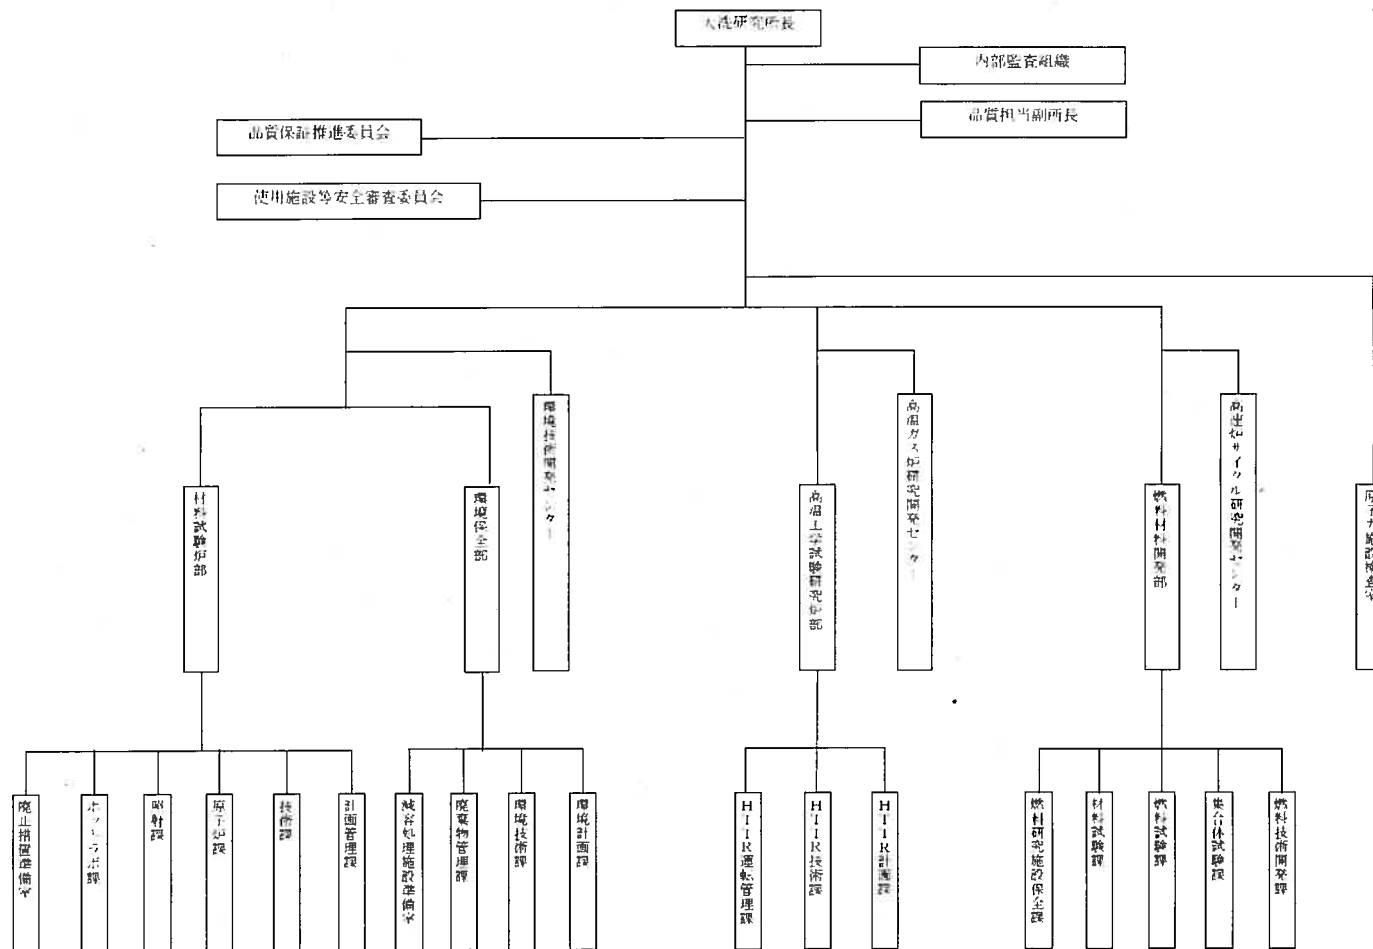 大洗研究所長
内部監査組織
品質担当副所長
品質保証推進委員会
使用施設等安全審査委員会
環境技術開発センター
高温ガス炉研究開発センター
高速炉サイクル研究開発センター
材料試験炉部
環境保全部
高温工学試験研究炉部
燃料材料開発部
原子力施設検査室
廃止措置準備室
ホットラボ課
照射課
原子炉課
技術課
計画管理課
減容処理施設準備室
廃棄物管理課
環境技術課
環境計画課
HTTR運転管理課
HTTR技術課
HTTR計画課
燃料研究施設保全課
材料試験課
燃料試験課
集合体試験課
燃料技術開発課